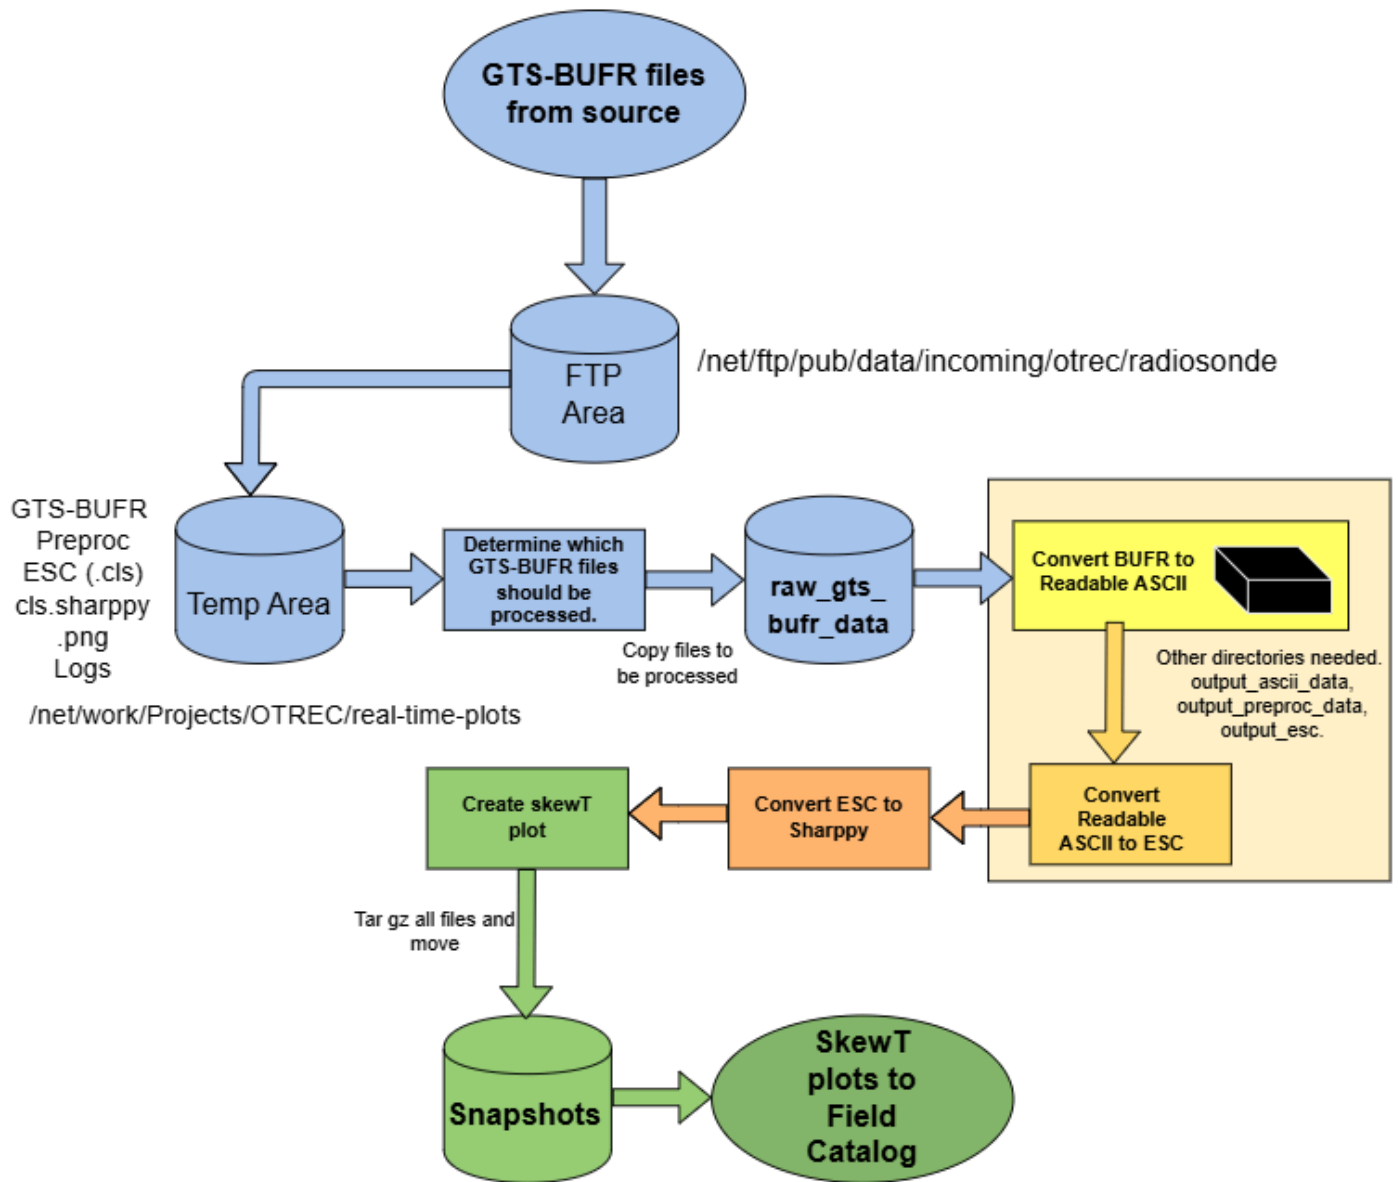 GTS-BUFR files
from source
FTP
Area
/net/ftp/pub/data/incoming/otrec/radiosonde
GTS-BUFR
Preproc
ESC (.cls)
cls.sharppy
.png
Logs
Temp Area
/net/work/Projects/OTREC/real-time-plots
Determine which
GTS-BUFR files
should be
processed.
Copy files to
be processed
raw_gts_
bufr_data
Convert BUFR to
Readable ASCII
Other directories needed.
output_ascii_data,
output_preproc_data,
output_esc.
Convert
Readable
ASCII to ESC
Convert ESC to
Sharppy
Create skewT
plot
Tar gz all files and
move
Snapshots
SkewT
plots to
Field
Catalog